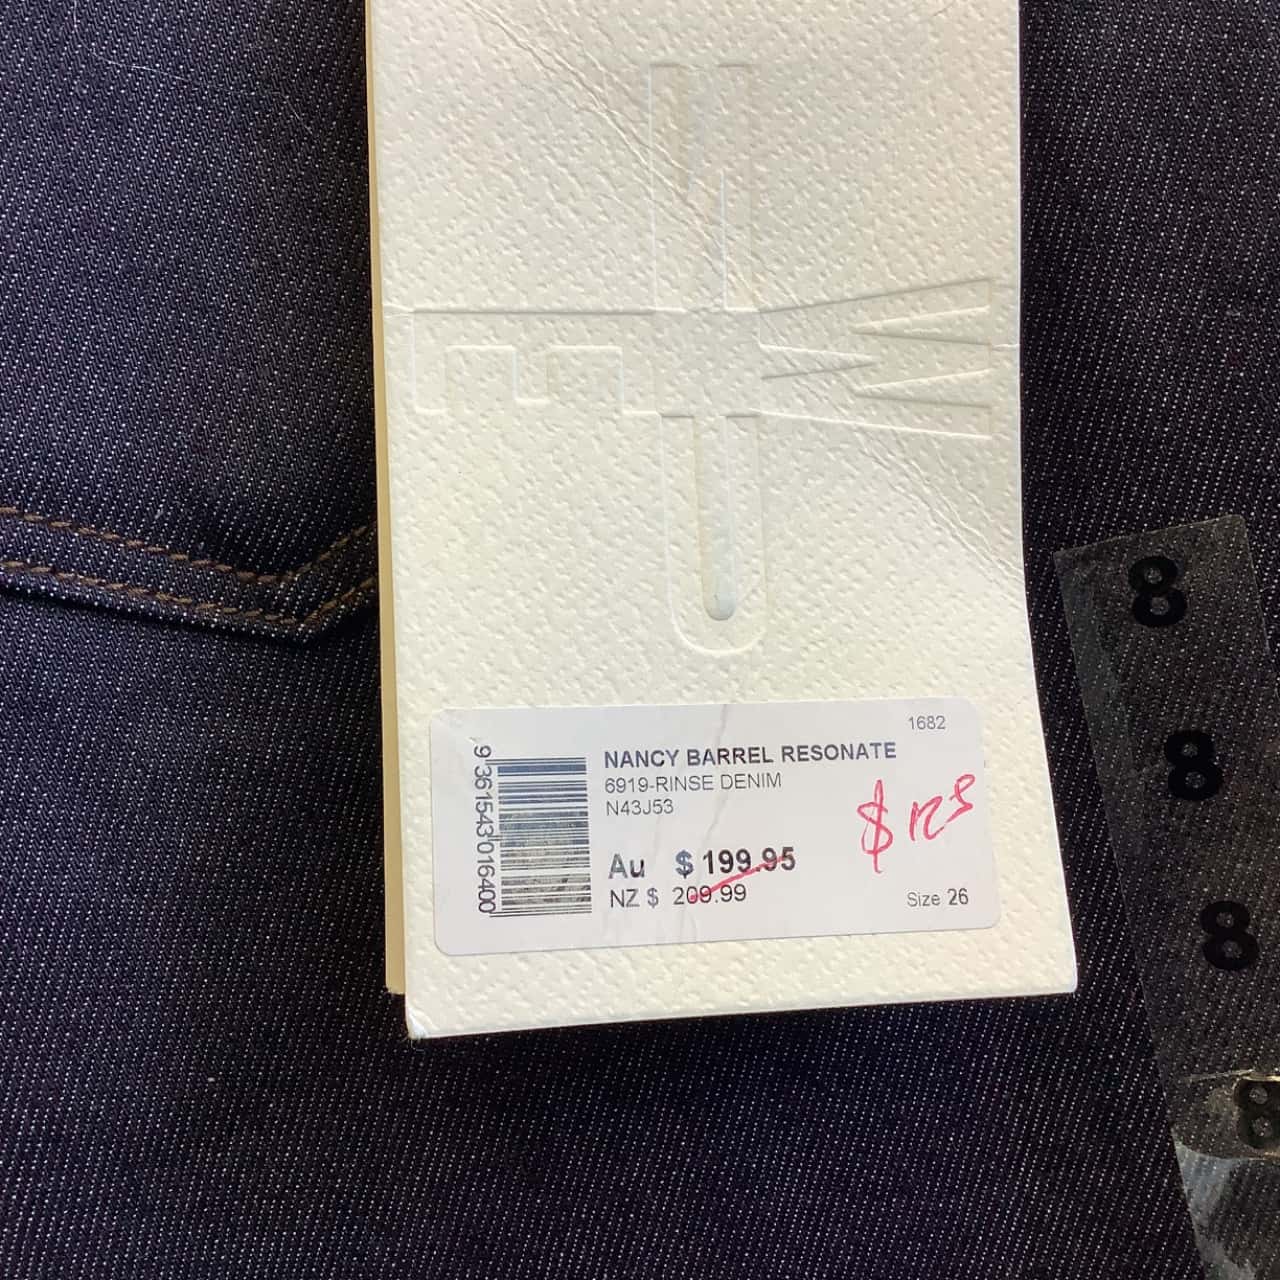 NEUW
1682
NANCY BARREL RESONATE
6919-RINSE DENIM
N43J53
Au $ 199.95
NZ $ 209.99
Size 26
9 361543 016400
8
8
8
8